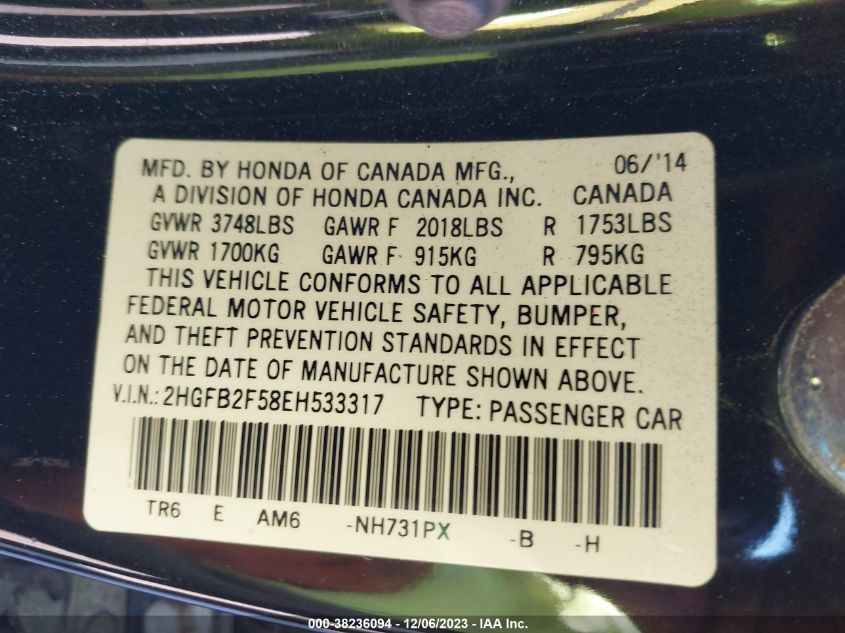 MFD. BY HONDA OF CANADA MFG., 06/'14
A DIVISION OF HONDA CANADA INC. CANADA
GVWR 3748LBS GAWR F 2018LBS R 1753LBS
GVWR 1700KG GAWR F 915KG R 795KG
THIS VEHICLE CONFORMS TO ALL APPLICABLE
FEDERAL MOTOR VEHICLE SAFETY, BUMPER,
AND THEFT PREVENTION STANDARDS IN EFFECT
ON THE DATE OF MANUFACTURE SHOWN ABOVE.
V.I.N.: 2HGFB2F58EH533317 TYPE: PASSENGER CAR
TR6 E AM6 -NH731PX -B -H
000-38236094 - 12/06/2023 - IAA Inc.